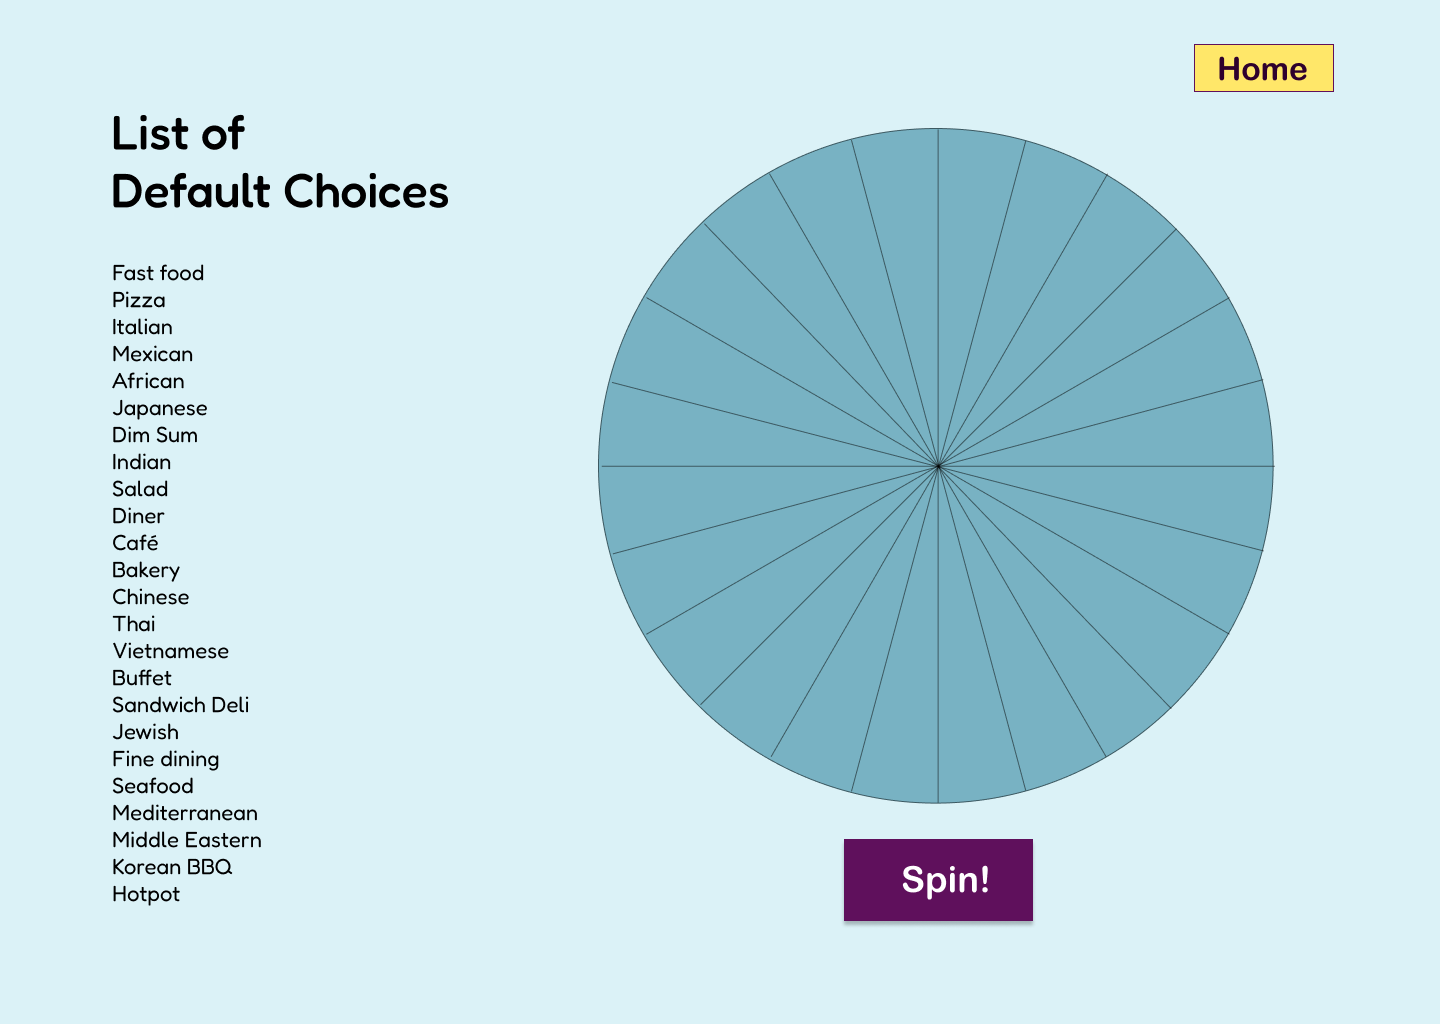 Home
List of
Default Choices
Fast food
Pizza
Italian
Mexican
African
Japanese
Dim Sum
Indian
Salad
Diner
Café
Bakery
Chinese
Thai
Vietnamese
Buffet
Sandwich Deli
Jewish
Fine dining
Seafood
Mediterranean
Middle Eastern
Korean BBQ
Hotpot
Spin!